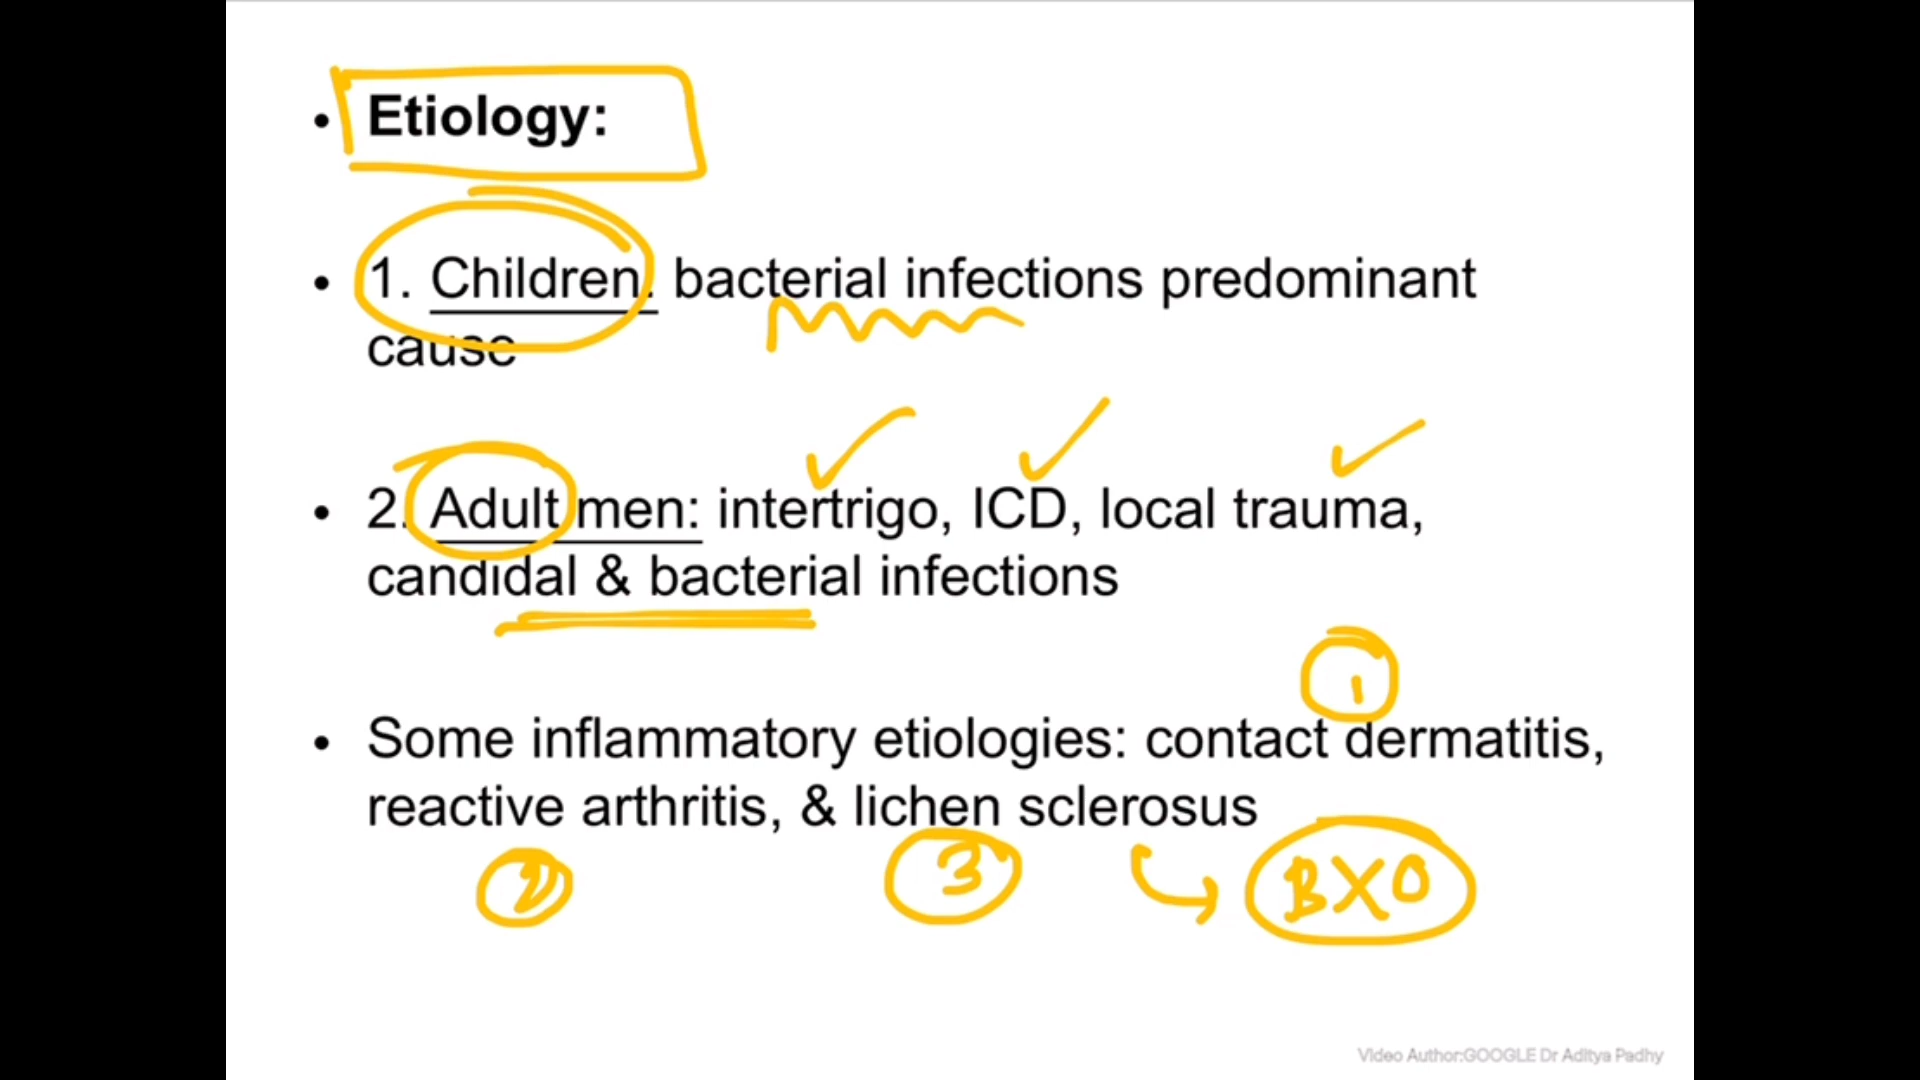 • Etiology:
• 1. Children: bacterial infections predominant
cause
• 2. Adult men: intertrigo, ICD, local trauma,
candidal & bacterial infections
1
• Some inflammatory etiologies: contact dermatitis,
reactive arthritis, & lichen sclerosus
2 3 BXO
Video Author:GOOGLE Dr Aditya Padhy